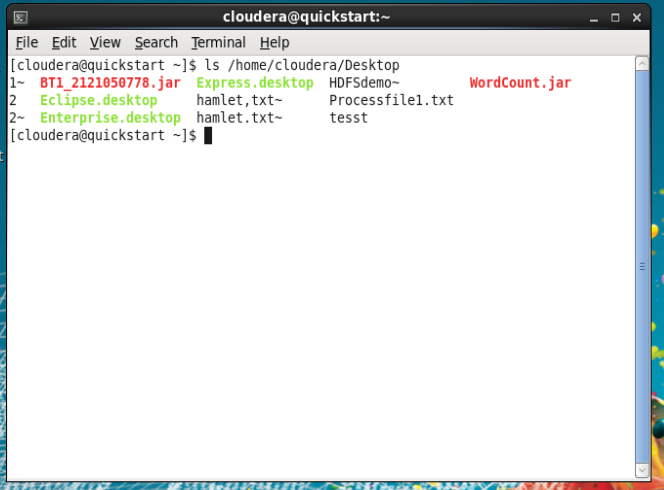 cloudera@quickstart:~
File Edit View Search Terminal Help
[cloudera@quickstart ~]$ ls /home/cloudera/Desktop
1~ BT1_2121050778.jar Express.desktop HDFSdemo~ WordCount.jar
2 Eclipse.desktop hamlet,txt~ Processfile1.txt
2~ Enterprise.desktop hamlet.txt~ tesst
[cloudera@quickstart ~]$